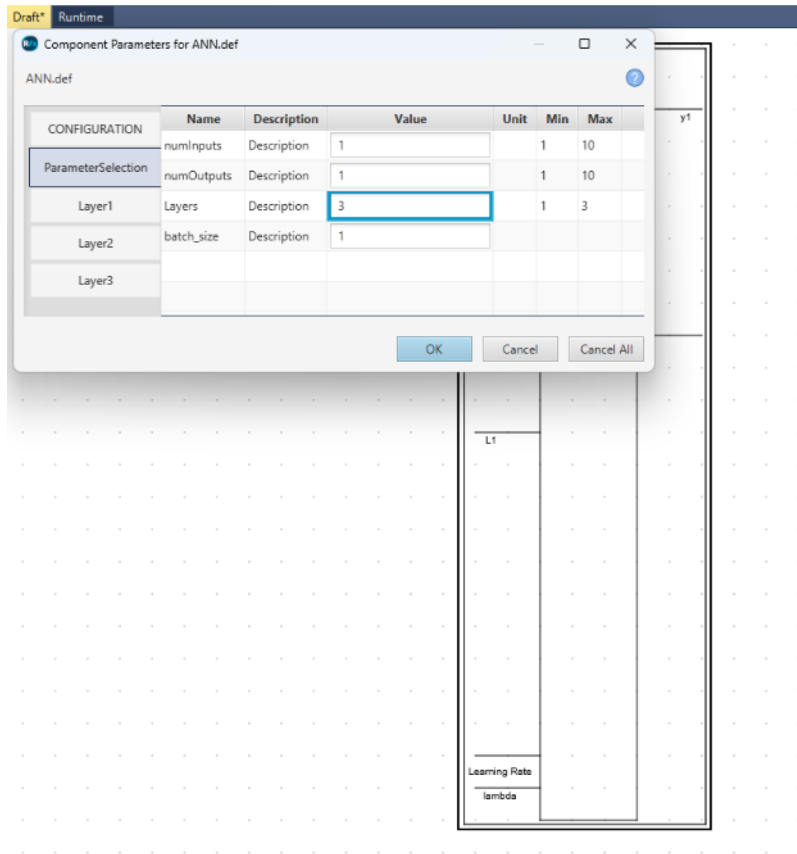 Draft* Runtime
Component Parameters for ANN.def
ANN.def
Name Description Value Unit Min Max
CONFIGURATION
ParameterSelection
Layer1
Layer2
Layer3
numInputs Description 1 1 10
numOutputs Description 1 1 10
Layers Description 3 1 3
batch_size Description 1
OK Cancel Cancel All
y1
L1
Learning Rate
lambda